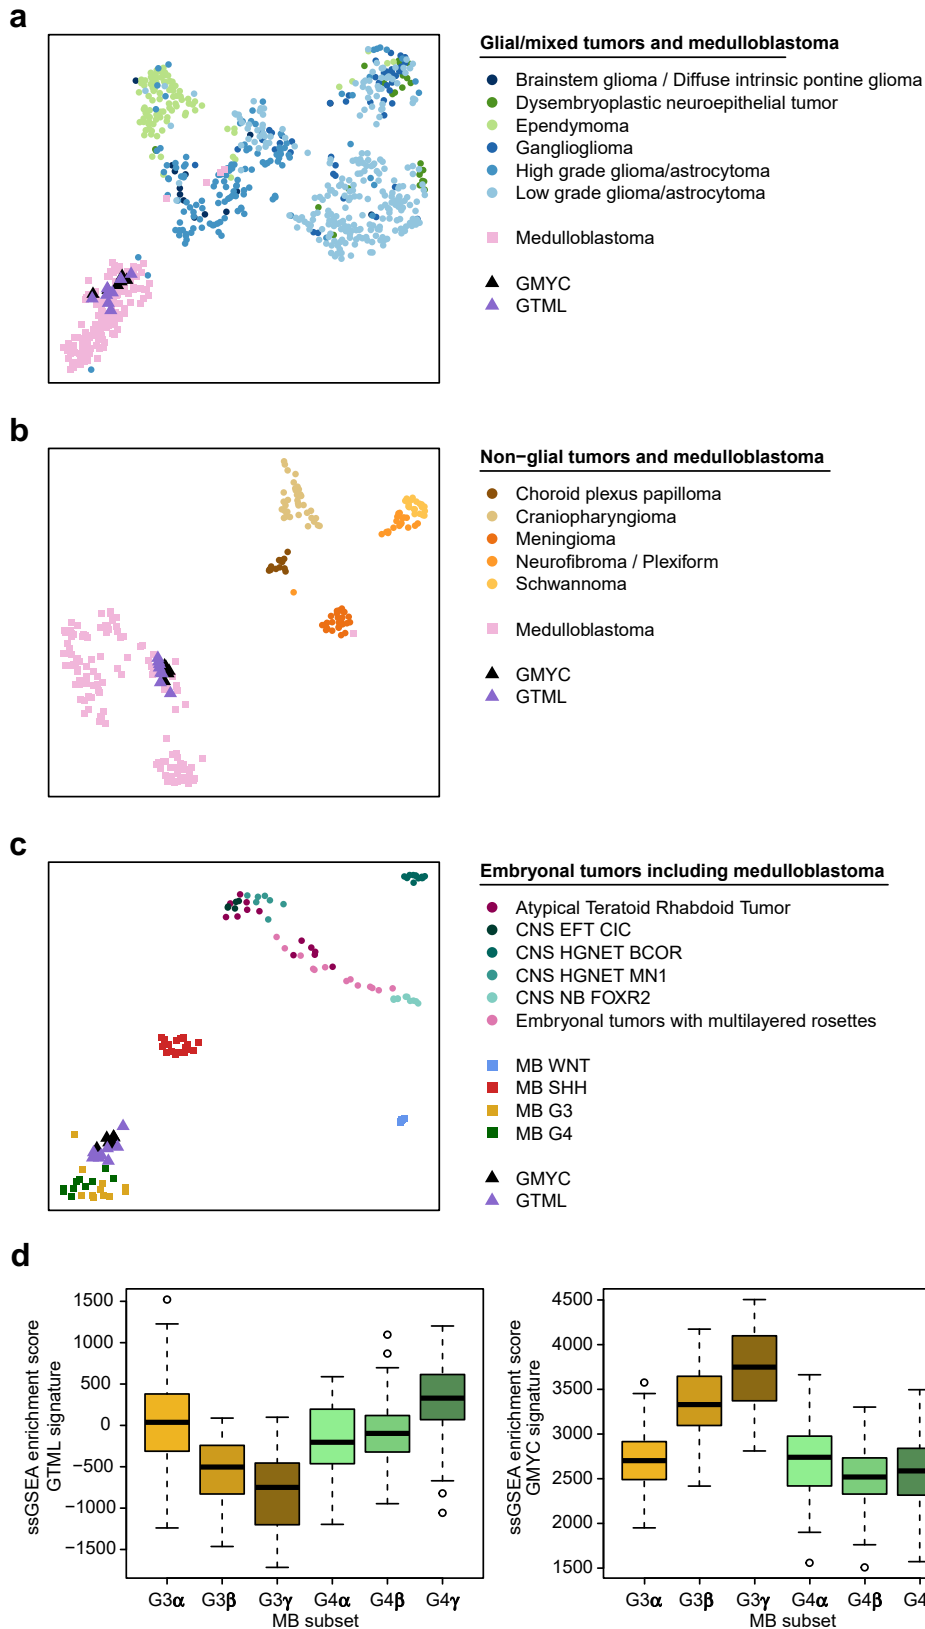 a
Glial/mixed tumors and medulloblastoma
Brainstem glioma / Diffuse intrinsic pontine glioma
Dysembryoplastic neuroepithelial tumor
Ependymoma
Ganglioglioma
High grade glioma/astrocytoma
Low grade glioma/astrocytoma
Medulloblastoma
GMYC
GTML
b
Non−glial tumors and medulloblastoma
Choroid plexus papilloma
Craniopharyngioma
Meningioma
Neurofibroma / Plexiform
Schwannoma
Medulloblastoma
GMYC
GTML
c
Embryonal tumors including medulloblastoma
Atypical Teratoid Rhabdoid Tumor
CNS EFT CIC
CNS HGNET BCOR
CNS HGNET MN1
CNS NB FOXR2
Embryonal tumors with multilayered rosettes
MB WNT
MB SHH
MB G3
MB G4
GMYC
GTML
d
ssGSEA enrichment score
GTML signature
1500
1000
500
0
−500
−1000
−1500
G3α G3β G3γ G4α G4β G4γ
MB subset
ssGSEA enrichment score
GMYC signature
4500
4000
3500
3000
2500
2000
1500
G3α G3β G3γ G4α G4β G4
MB subset